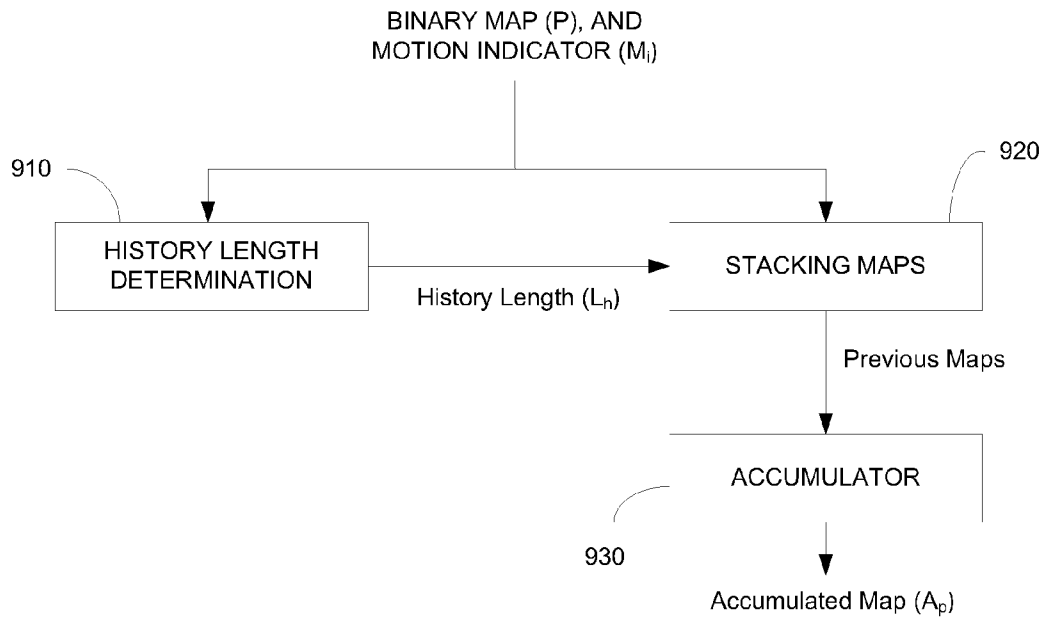 BINARY MAP (P), AND
MOTION INDICATOR (Mi)
910
920
HISTORY LENGTH
DETERMINATION
STACKING MAPS
History Length (Lh)
Previous Maps
ACCUMULATOR
930
Accumulated Map (Ap)